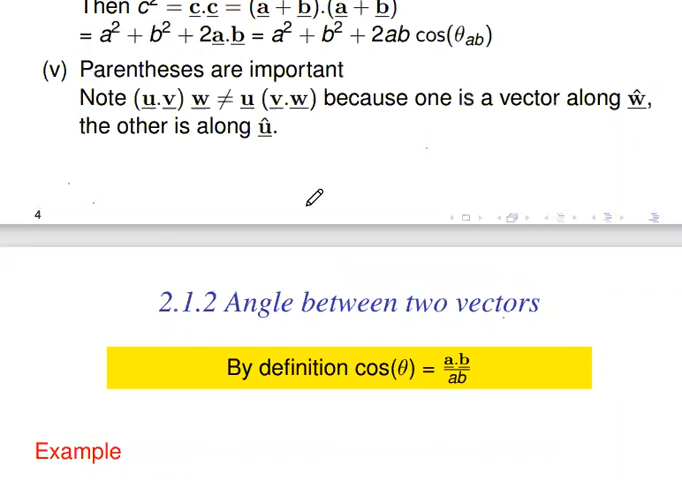 Then c² = c.c = (a + b).(a + b)
= a² + b² + 2a.b = a² + b² + 2ab cos(θab)
(v) Parentheses are important
Note (u.v) w ≠ u (v.w) because one is a vector along ŵ,
the other is along û.
4
2.1.2 Angle between two vectors
By definition cos(θ) = a.b/ab
Example